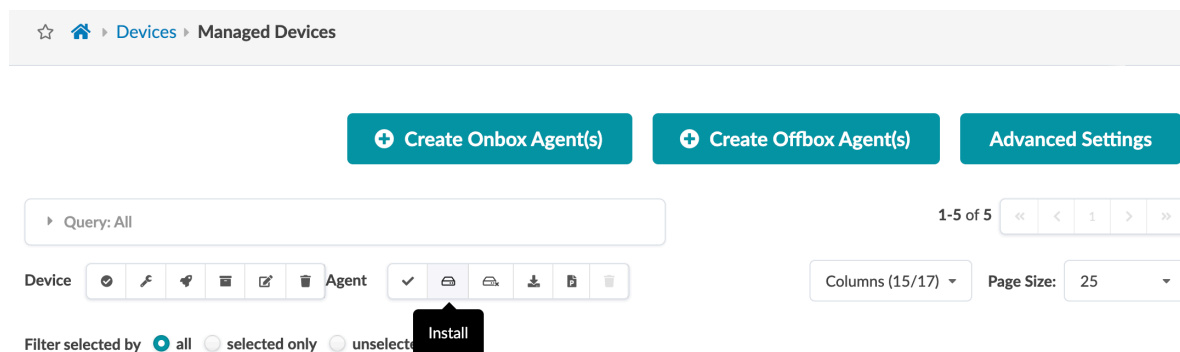 Devices Managed Devices
Create Onbox Agent(s) Create Offbox Agent(s) Advanced Settings
Query: All 1-5 of 5 1
Device Agent Columns (15/17) Page Size: 25
Install
Filter selected by all selected only unselecte